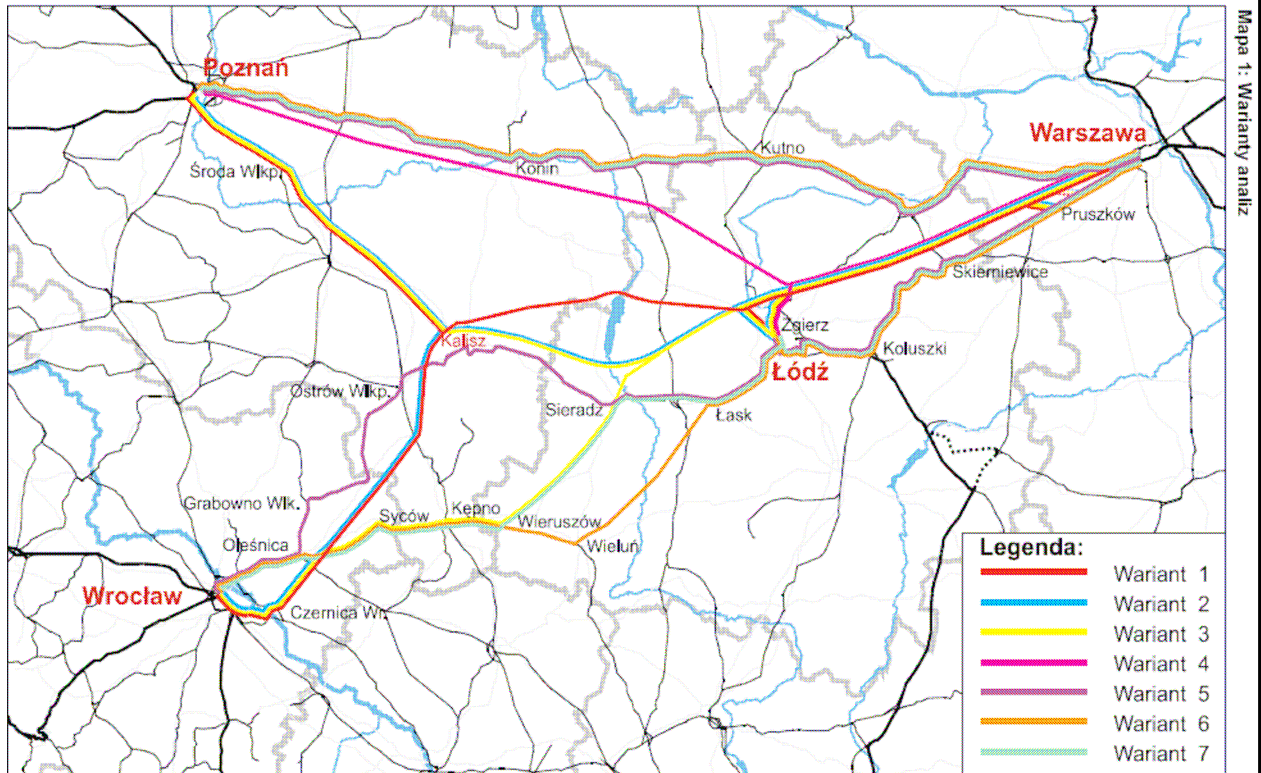 Mapa 1: Warianty analiz
Poznań
Warszawa
Środa Wlkp.
Konin
Kutno
Pruszków
Skierniewice
Zgierz
Kalisz
Koluszki
Łódź
Ostrów Wlkp.
Sieradz
Łask
Grabowno Wlk.
Syców
Kępno
Wieruszów
Oleśnica
Wieluń
Wrocław
Czernica Wr.
Legenda:
Wariant 1
Wariant 2
Wariant 3
Wariant 4
Wariant 5
Wariant 6
Wariant 7